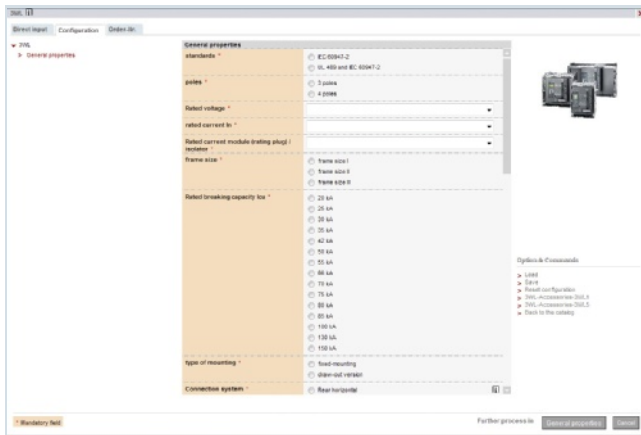 3WL
Direct input
Configuration
Order-Nr.
3WL
General properties
General properties
standards *
IEC 60947-2
UL 489 and IEC 60947-2
poles *
3 poles
4 poles
Rated voltage *
rated current In *
Rated current module (rating plug) /
frame size *
frame size I
frame size II
frame size III
Rated breaking capacity Icu *
20 kA
25 kA
30 kA
35 kA
42 kA
50 kA
55 kA
66 kA
70 kA
75 kA
80 kA
85 kA
100 kA
130 kA
150 kA
type of mounting *
fixed-mounting
draw-out version
Connection system *
Rear horizontal
Option & Commands
Load
Save
Reset configuration
Back to the catalog
* Mandatory field
Further process in
General properties
Cancel